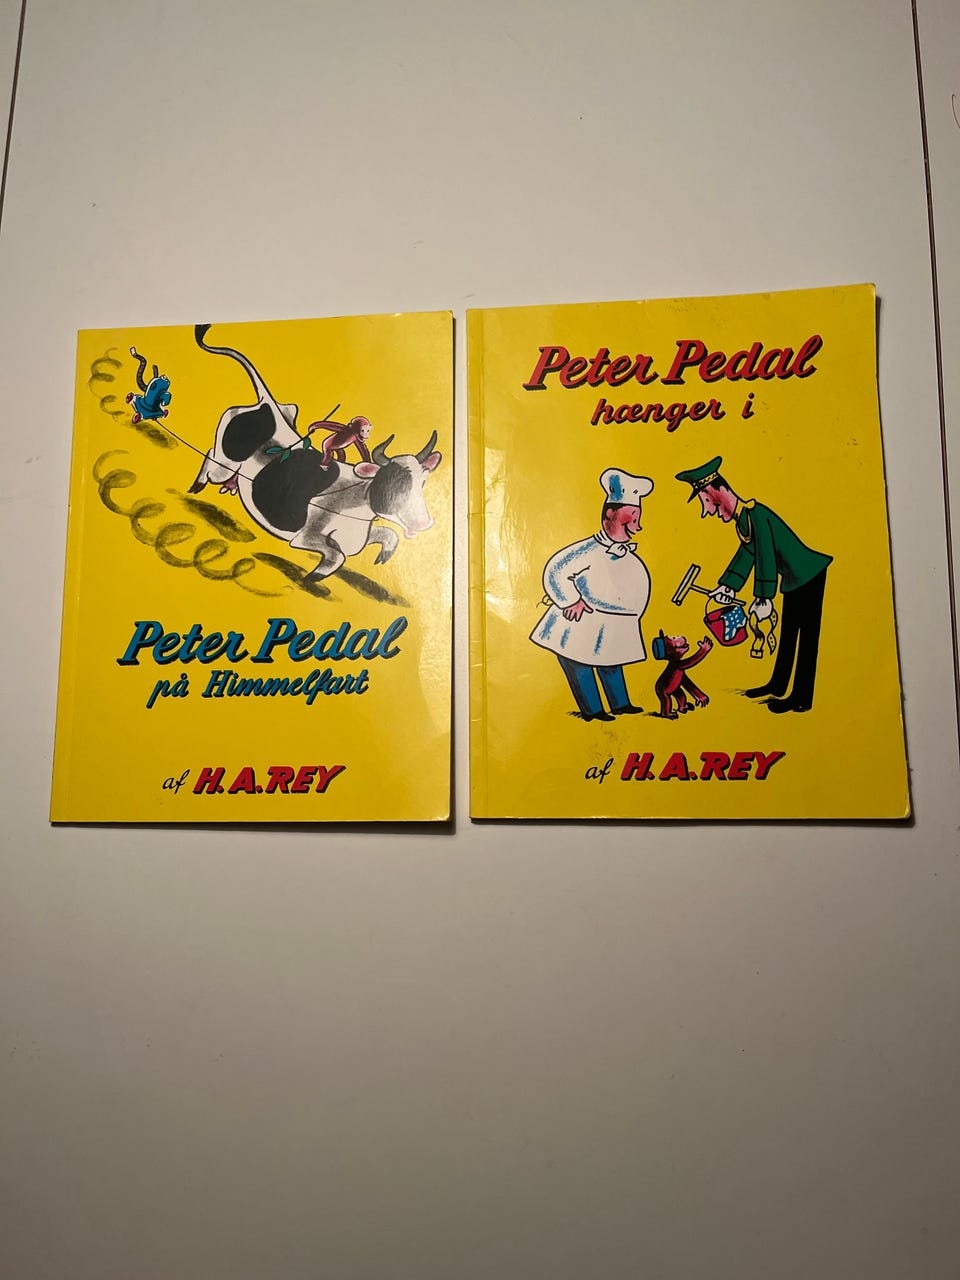 Peter Pedal
på Himmelfart
af H.A.REY
Peter Pedal
hænger i
af H.A.REY